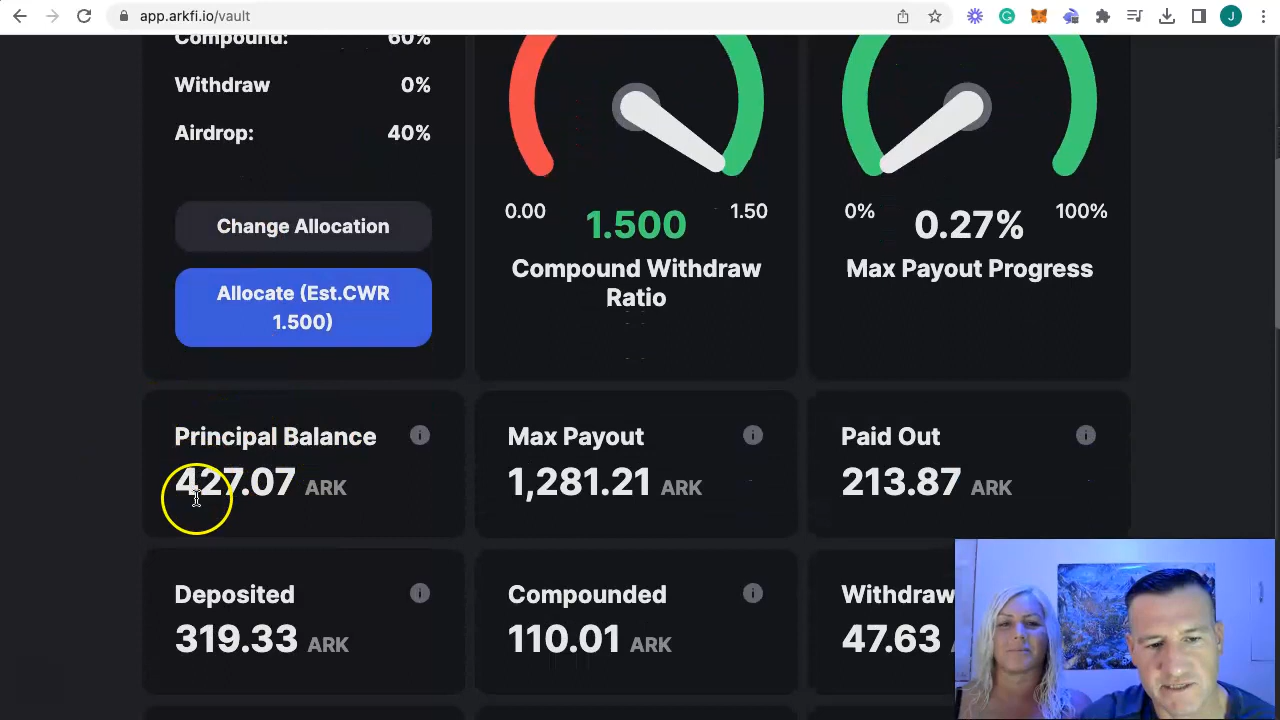 app.arkfi.io/vault
J
Compound: 60%
Withdraw 0%
Airdrop: 40%
Change Allocation
Allocate (Est.CWR
1.500)
0.00 1.500 1.50
Compound Withdraw
Ratio
0% 0.27% 100%
Max Payout Progress
Principal Balance
427.07 ARK
Max Payout
1,281.21 ARK
Paid Out
213.87 ARK
Deposited
319.33 ARK
Compounded
110.01 ARK
Withdraw
47.63